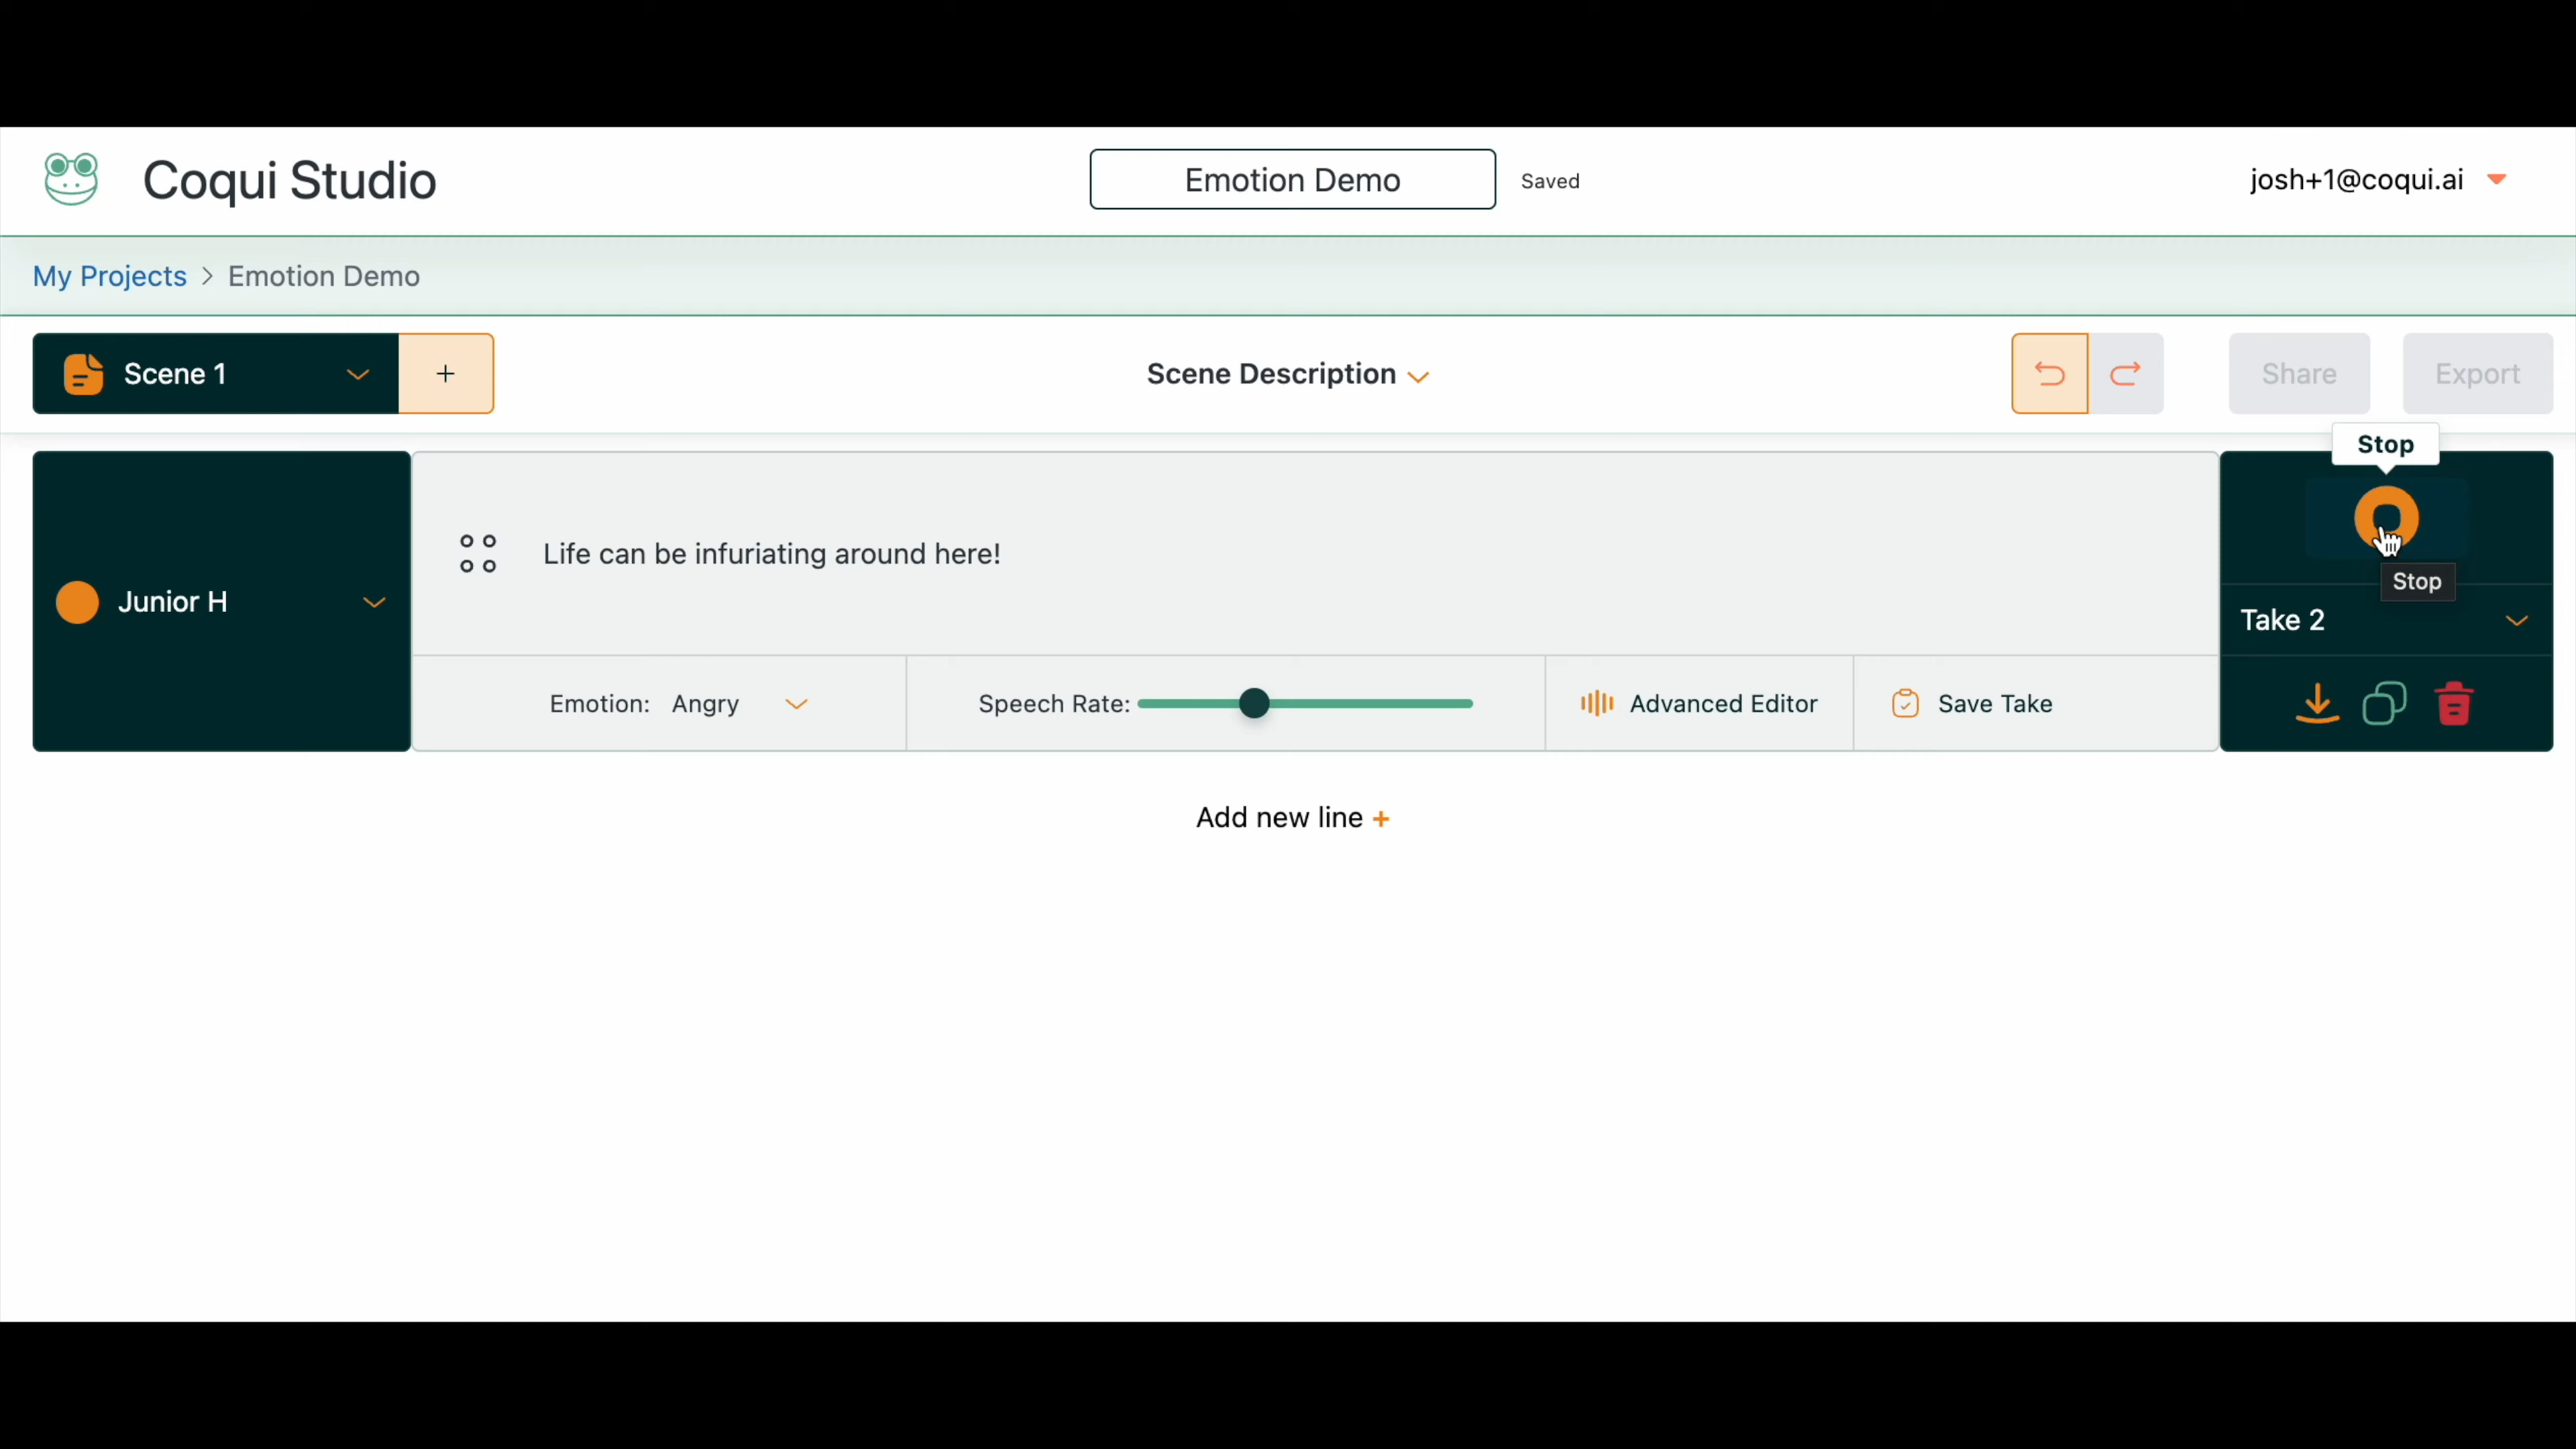 Coqui Studio
Emotion Demo
Saved
josh+1@coqui.ai
My Projects > Emotion Demo
Scene 1
+
Scene Description
Share
Export
Stop
Junior H
Life can be infuriating around here!
Stop
Take 2
Emotion: Angry
Speech Rate:
Advanced Editor
Save Take
Add new line +